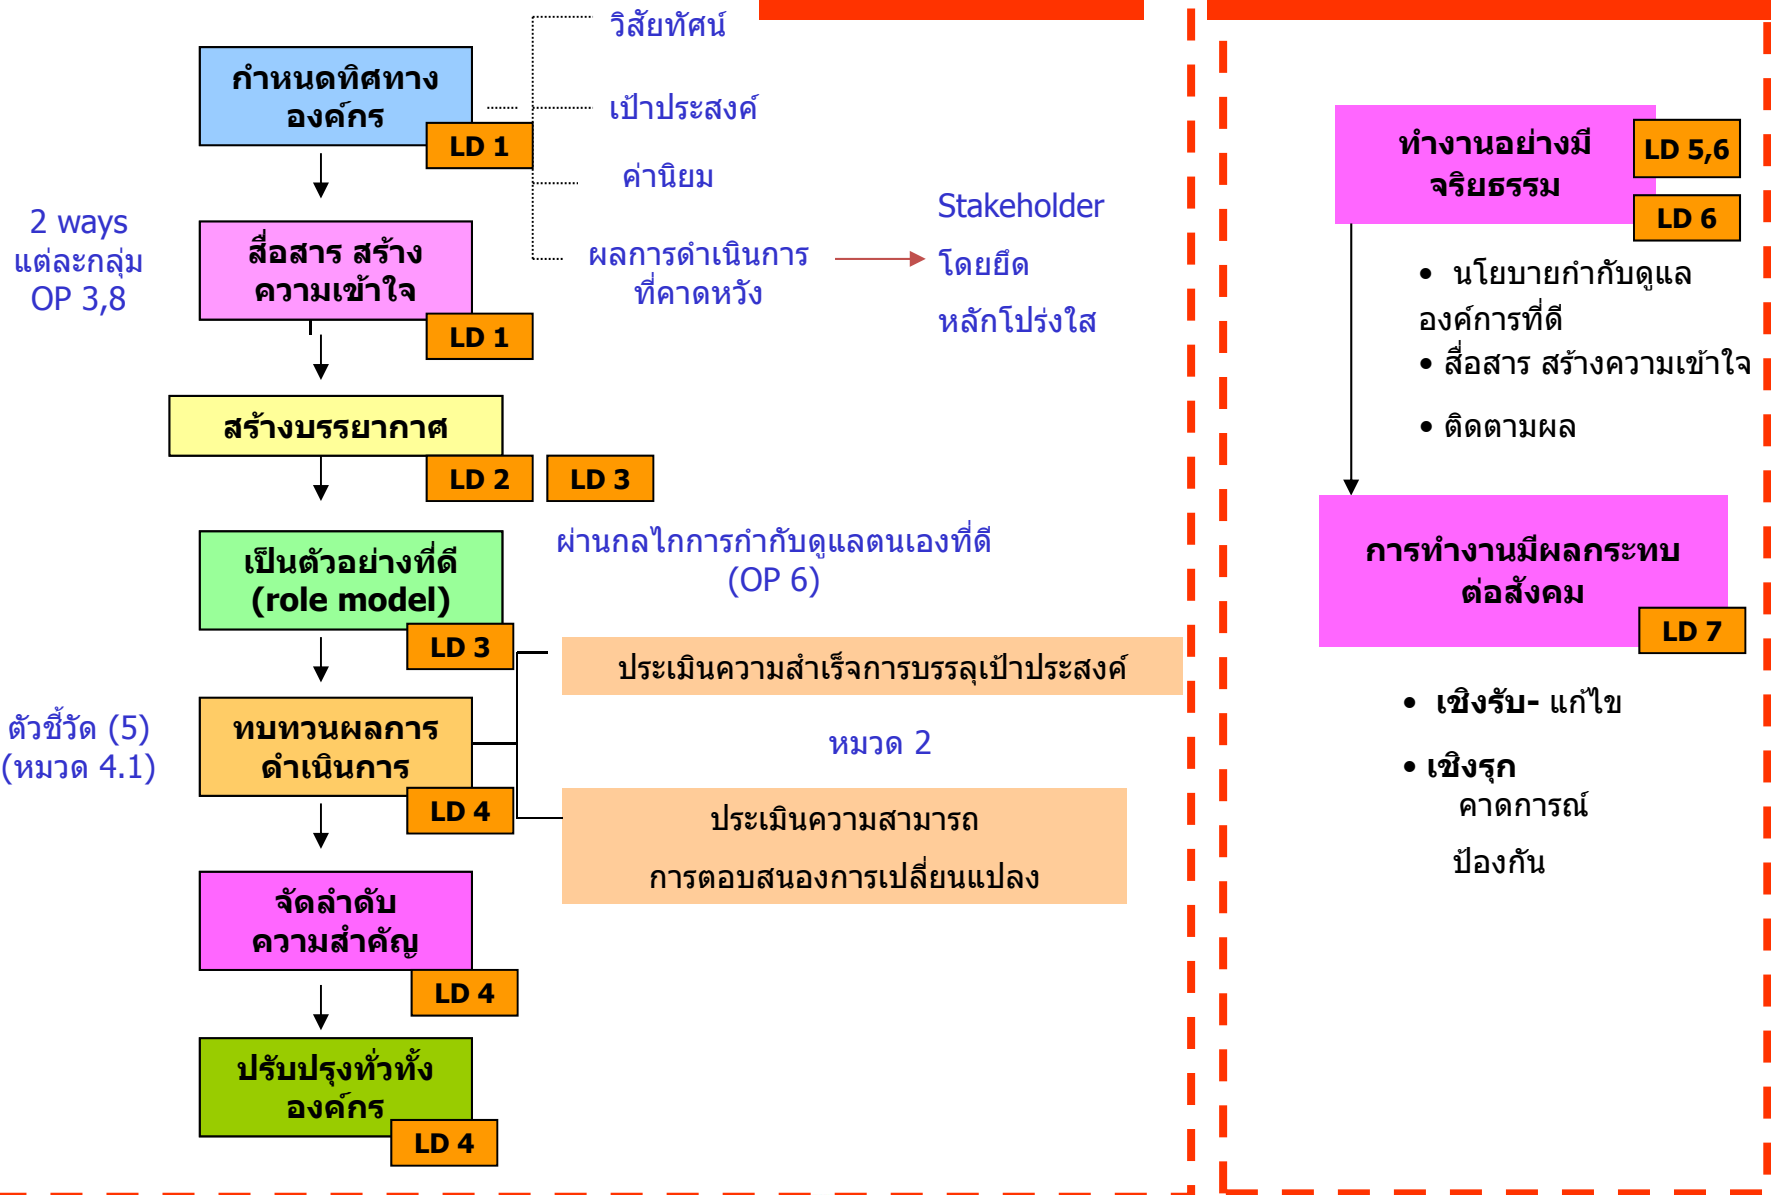 วิสัยทัศน์
กำหนดทิศทาง
องค์กร
LD 1
เป้าประสงค์
ค่านิยม
2 ways
แต่ละกลุ่ม
OP 3,8
สื่อสาร สร้าง
ความเข้าใจ
LD 1
ผลการดำเนินการ
ที่คาดหวัง
Stakeholder
โดยยึด
หลักโปร่งใส
สร้างบรรยากาศ
LD 2
LD 3
เป็นตัวอย่างที่ดี
(role model)
LD 3
ผ่านกลไกการกำกับดูแลตนเองที่ดี
(OP 6)
ประเมินความสำเร็จการบรรลุเป้าประสงค์
ตัวชี้วัด (5)
(หมวด 4.1)
ทบทวนผลการ
ดำเนินการ
LD 4
หมวด 2
ประเมินความสามารถ
การตอบสนองการเปลี่ยนแปลง
จัดลำดับ
ความสำคัญ
LD 4
ปรับปรุงทั่วทั้ง
องค์กร
LD 4
ทำงานอย่างมี
จริยธรรม
LD 5,6
LD 6
• นโยบายกำกับดูแล
องค์การที่ดี
• สื่อสาร สร้างความเข้าใจ
• ติดตามผล
การทำงานมีผลกระทบ
ต่อสังคม
LD 7
• เชิงรับ- แก้ไข
• เชิงรุก
คาดการณ์
ป้องกัน